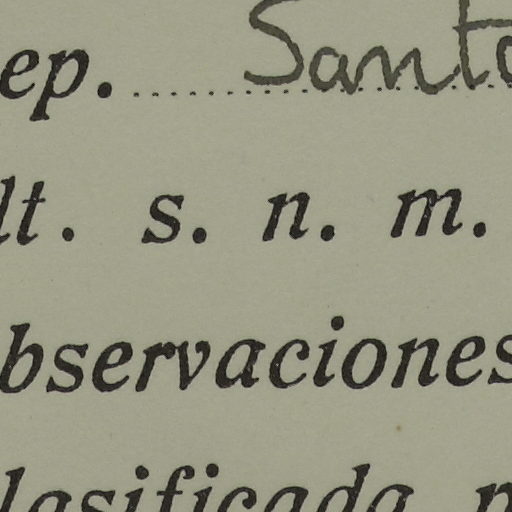 ep. Santo
lt. s. n. m.
bservaciones
lasificada p